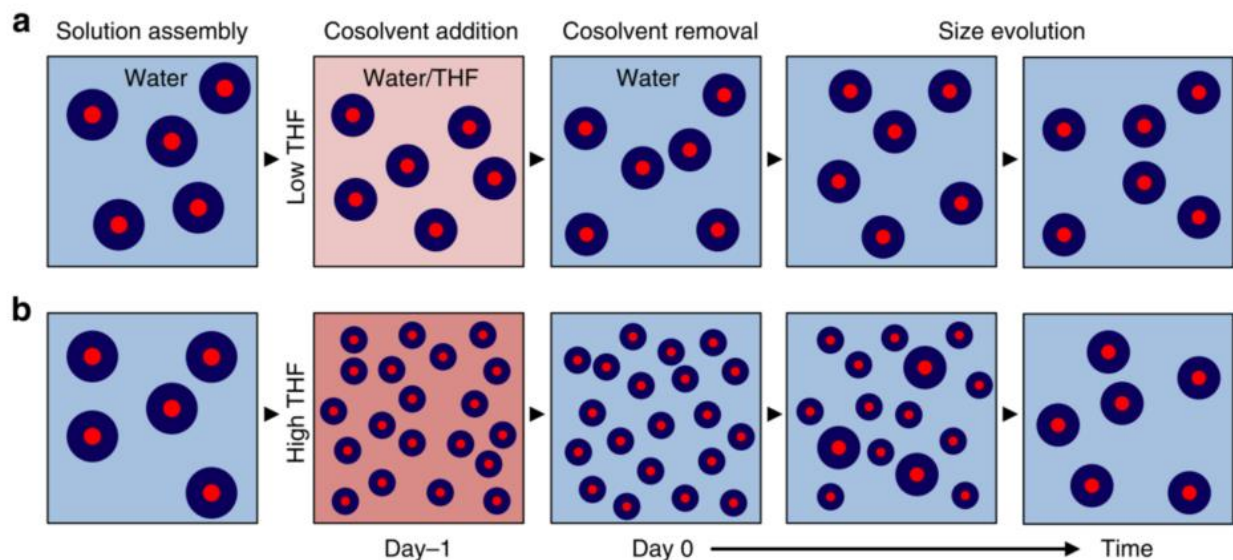 a
Solution assembly
Cosolvent addition
Cosolvent removal
Size evolution
Water
Water/THF
Water
Low THF
b
High THF
Day–1
Day 0
Time